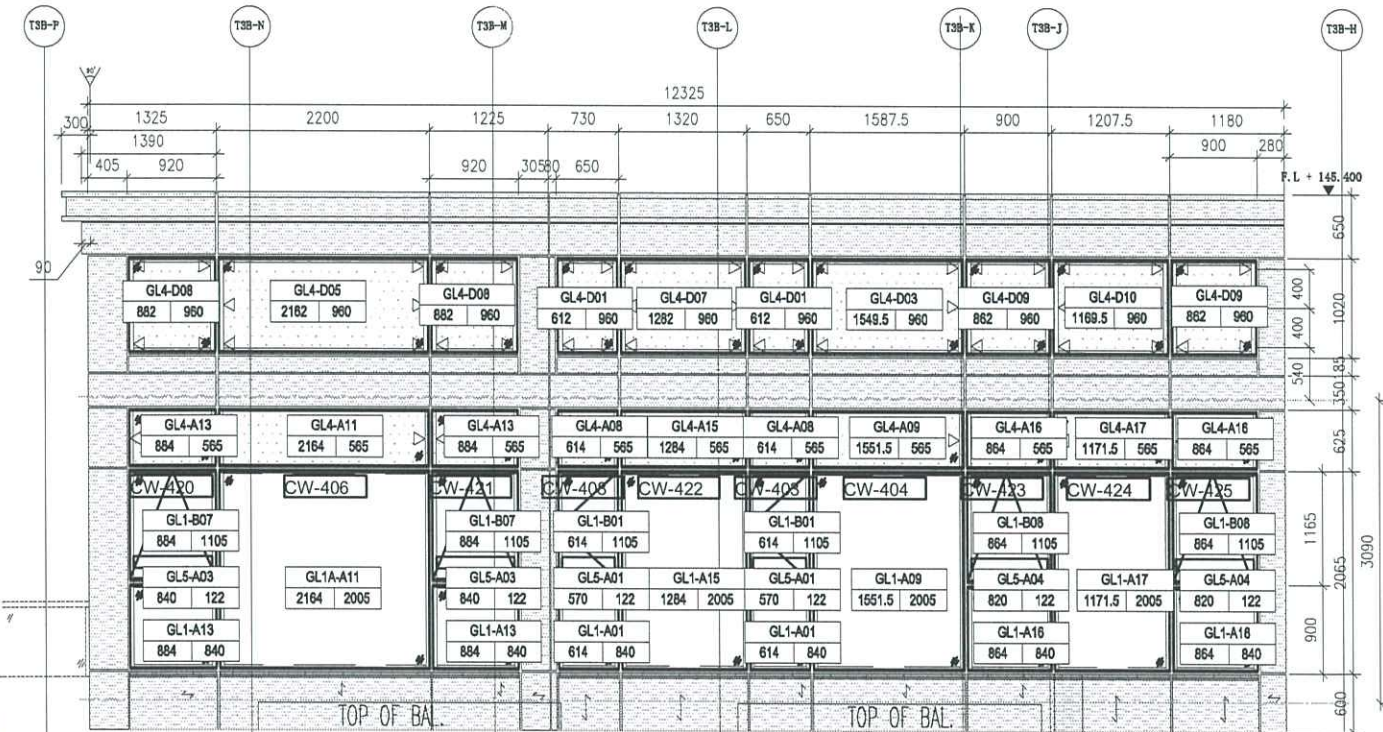 T3B-P T3B-N T3B-M T3B-L T3B-K T3B-J T3B-H
12325
300 1325 2200 1225 730 1320 650 1587.5 900 1207.5 1180
1390 900 280
405 920 920 305 80 650
F.L + 145.400
650
90
GL4-D08 GL4-D05 GL4-D08 GL4-D01 GL4-D07 GL4-D01 GL4-D03 GL4-D09 GL4-D10 GL4-D09
882 960 2182 960 882 960 612 960 1282 960 612 960 1549.5 960 862 960 1169.5 960 862 960
400 400 1020
540 185
350
GL4-A13 GL4-A11 GL4-A13 GL4-A08 GL4-A15 GL4-A08 GL4-A09 GL4-A16 GL4-A17 GL4-A16
884 565 2164 565 884 565 614 565 1284 565 614 565 1551.5 565 864 565 1171.5 565 864 565
625
CW-420 CW-406 CW-421 CW-422 CW-404 CW-423 CW-424 CW-425
GL1-B07 GL1-B07 GL1-B01 GL1-B01 GL1-B08 GL1-B08
884 1105 884 1105 614 1105 614 1105 864 1105 864 1105
1165
GL5-A03 GL1A-A11 GL5-A03 GL5-A01 GL1-A15 GL5-A01 GL1-A09 GL5-A04 GL1-A17 GL5-A04
840 122 2164 2005 840 122 570 122 1284 2005 570 122 1551.5 2005 820 122 1171.5 2005 820 122
2065 3090
GL1-A13 GL1-A13 GL1-A01 GL1-A01 GL1-A16 GL1-A16
884 840 884 840 614 840 614 840 864 840 864 840
900
TOP OF BAL. TOP OF BAL.
600